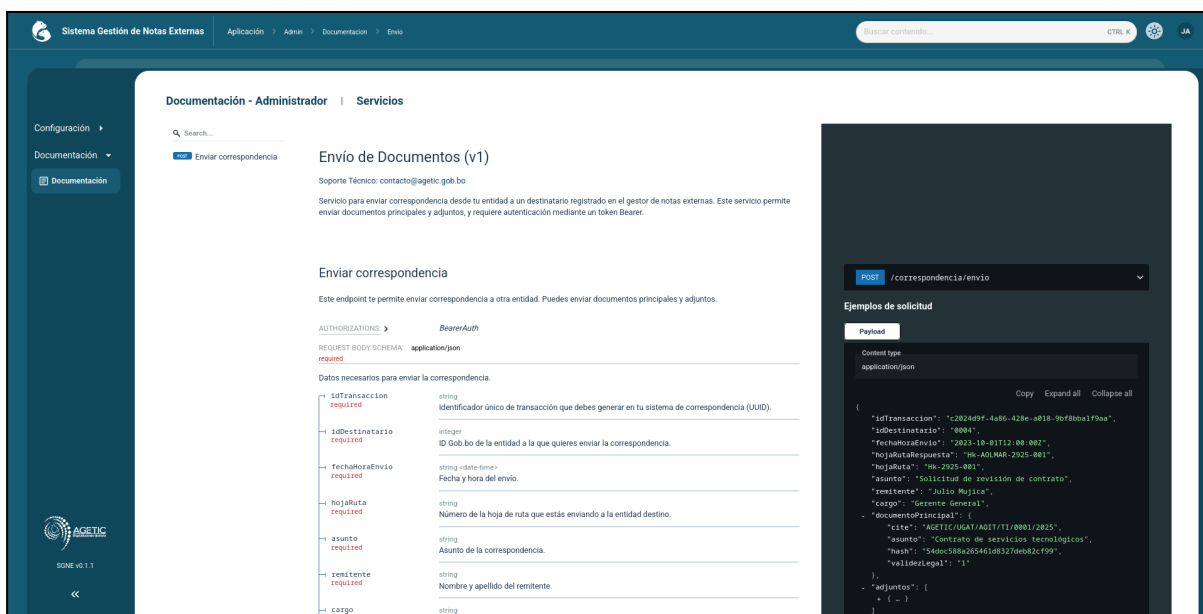 Sistema Gestión de Notas Externas
Aplicación > Admin > Documentacion > Envio
Buscar contenido...
CTRL K
JA
Configuración
Documentación
Documentación
AGETIC
SGNE v0.1.1
Documentación - Administrador | Servicios
Search...
POST Enviar correspondencia
Envío de Documentos (v1)
Soporte Técnico: contacto@agetic.gob.bo
Servicio para enviar correspondencia desde tu entidad a un destinatario registrado en el gestor de notas externas. Este servicio permite
enviar documentos principales y adjuntos, y requiere autenticación mediante un token Bearer.
Enviar correspondencia
Este endpoint te permite enviar correspondencia a otra entidad. Puedes enviar documentos principales y adjuntos.
AUTHORIZATIONS: > BearerAuth
REQUEST BODY SCHEMA: application/json
required
Datos necesarios para enviar la correspondencia.
idTransaccion string
required Identificador único de transacción que debes generar en tu sistema de correspondencia (UUID).
idDestinatario integer
required ID Gob.bo de la entidad a la que quieres enviar la correspondencia.
fechaHoraEnvio string <date-time>
required Fecha y hora del envío.
hojaRuta string
required Número de la hoja de ruta que estás enviando a la entidad destino.
asunto string
required Asunto de la correspondencia.
remitente string
required Nombre y apellido del remitente.
cargo string
POST /correspondencia/envio
Ejemplos de solicitud
Payload
Content type
application/json
Copy Expand all Collapse all
{
"idTransaccion": "c2024d9f-4a86-428e-a018-9bf8bba1f9aa",
"idDestinatario": "0004",
"fechaHoraEnvio": "2023-10-01T12:00:00Z",
"hojaRutaRespuesta": "Hk-AOLMAR-2925-001",
"hojaRuta": "Hk-2925-001",
"asunto": "Solicitud de revisión de contrato",
"remitente": "Julio Mujica",
"cargo": "Gerente General",
- "documentoPrincipal": {
"cite": "AGETIC/UGAT/AOIT/TI/0001/2025",
"asunto": "Contrato de servicios tecnológicos",
"hash": "54doc588a265461d8327deb82cf99",
"validezLegal": "1"
},
- "adjuntos": [
+ { … }
]